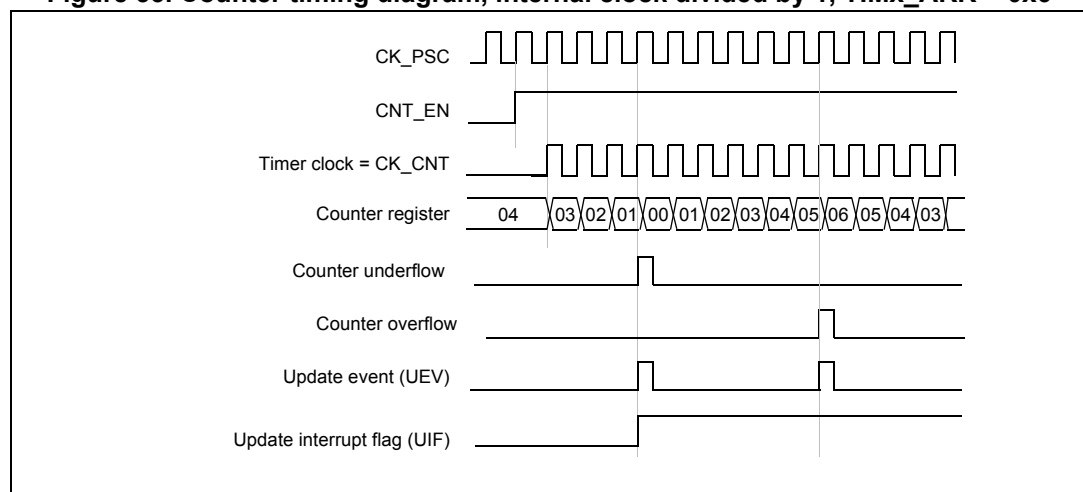 CK_PSC
CNT_EN
Timer clock = CK_CNT
Counter register 04 03 02 01 00 01 02 03 04 05 06 05 04 03
Counter underflow
Counter overflow
Update event (UEV)
Update interrupt flag (UIF)